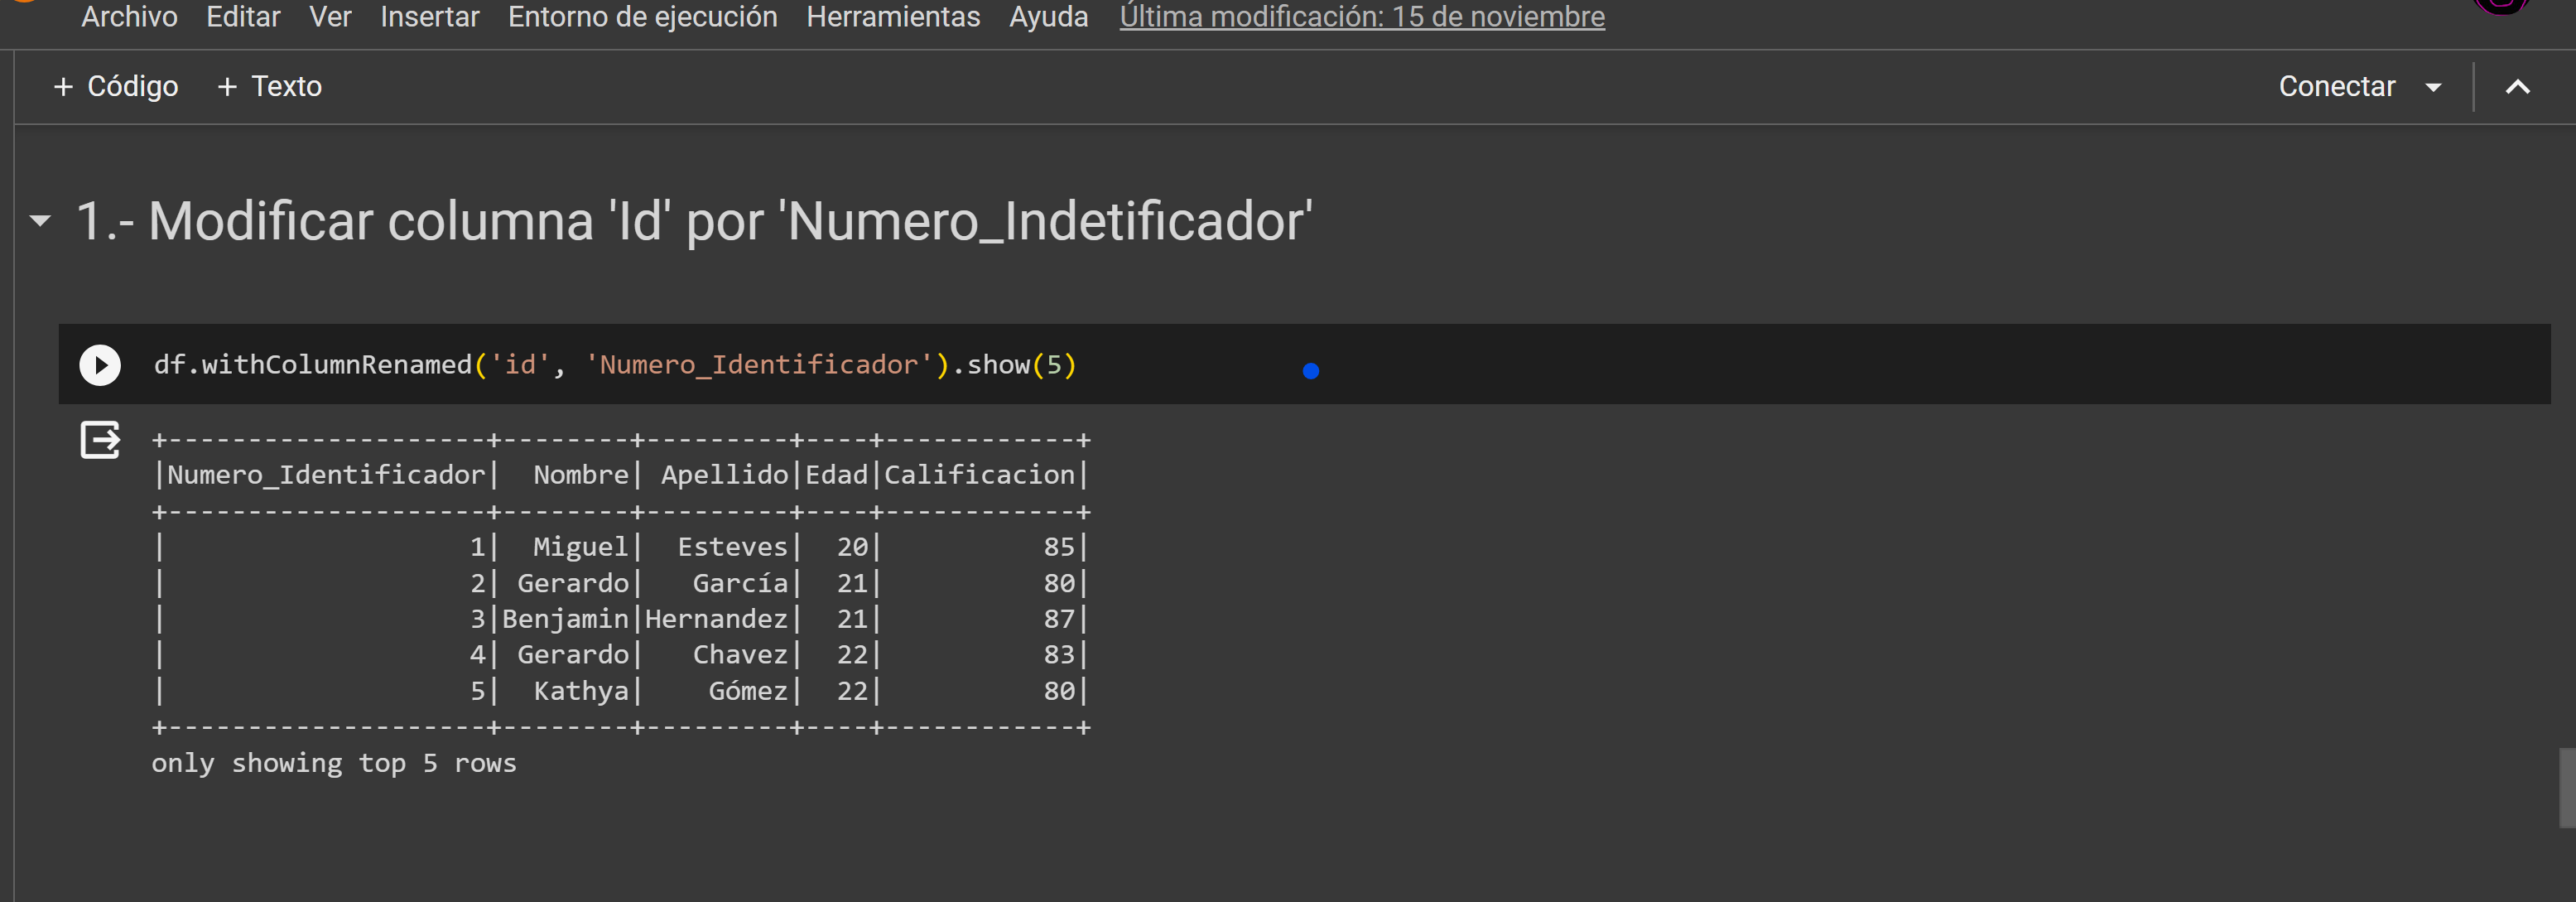 Archivo Editar Ver Insertar Entorno de ejecución Herramientas Ayuda Última modificación: 15 de noviembre
+ Código + Texto Conectar
1.- Modificar columna 'Id' por 'Numero_Indetificador'
df.withColumnRenamed('id', 'Numero_Identificador').show(5)
+--------------------+--------+---------+----+------------+
|Numero_Identificador|  Nombre| Apellido|Edad|Calificacion|
+--------------------+--------+---------+----+------------+
|                   1|  Miguel|  Esteves|  20|          85|
|                   2| Gerardo|   García|  21|          80|
|                   3|Benjamin|Hernandez|  21|          87|
|                   4| Gerardo|   Chavez|  22|          83|
|                   5|  Kathya|    Gómez|  22|          80|
+--------------------+--------+---------+----+------------+
only showing top 5 rows